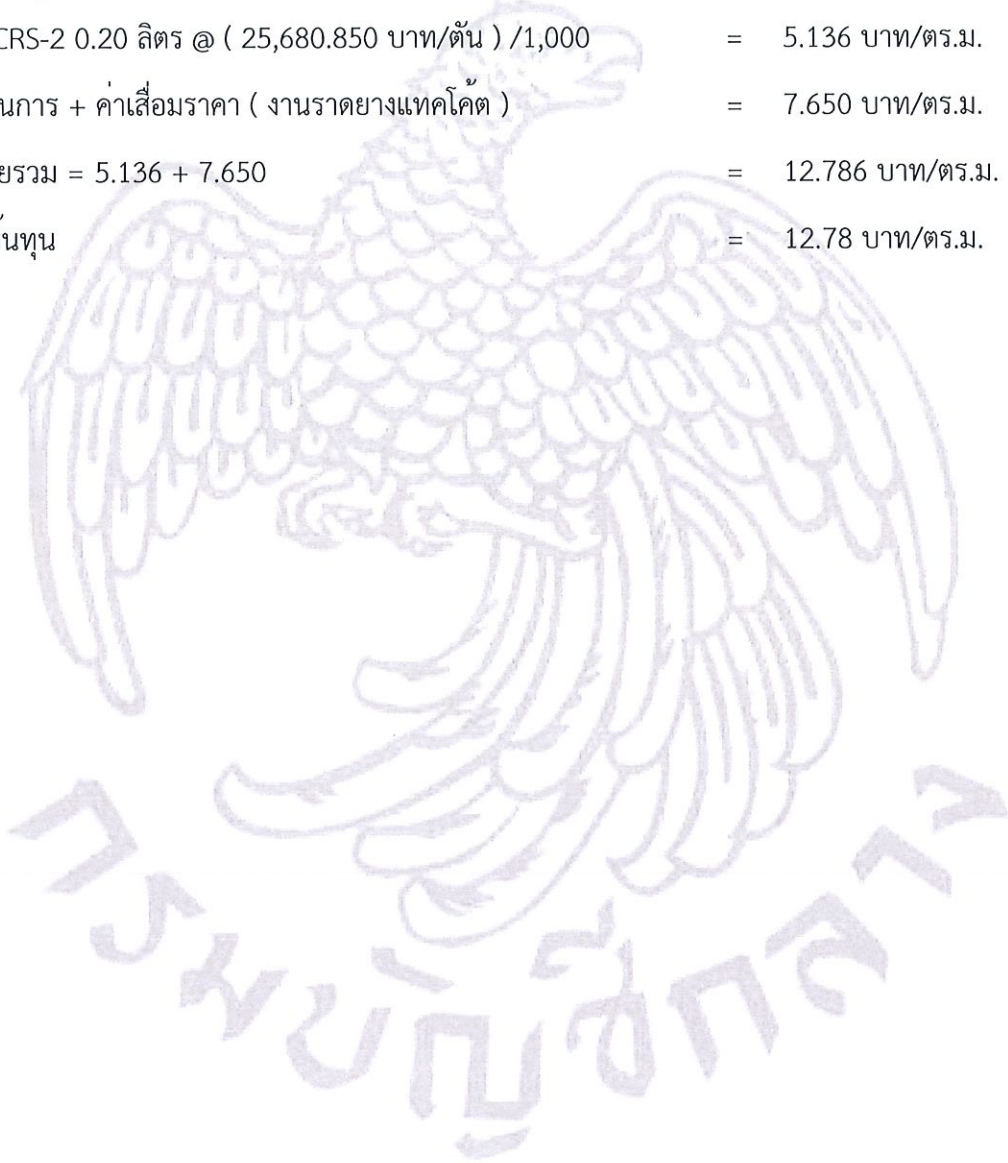 CRS-2 0.20 ลิตร @ ( 25,680.850 บาท/ตัน ) /1,000 = 5.136 บาท/ตร.ม.
นการ + ค่าเสื่อมราคา ( งานราดยางแทคโค้ต ) = 7.650 บาท/ตร.ม.
ยรวม = 5.136 + 7.650 = 12.786 บาท/ตร.ม.
้นทุน = 12.78 บาท/ตร.ม.
กรมบัญชีกลาง